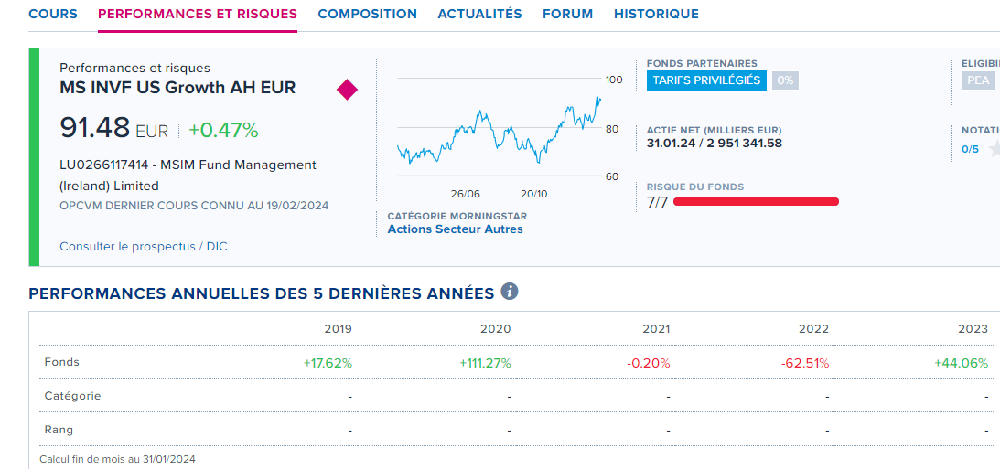 COURS PERFORMANCES ET RISQUES COMPOSITION ACTUALITÉS FORUM HISTORIQUE
Performances et risques
MS INVF US Growth AH EUR
91.48 EUR +0.47%
LU0266117414 - MSIM Fund Management
(Ireland) Limited
OPCVM DERNIER COURS CONNU AU 19/02/2024
Consulter le prospectus / DIC
100
80
60
26/06 20/10
CATÉGORIE MORNINGSTAR
Actions Secteur Autres
FONDS PARTENAIRES
TARIFS PRIVILÉGIÉS 0%
ACTIF NET (MILLIERS EUR)
31.01.24 / 2 951 341.58
RISQUE DU FONDS
7/7
ÉLIGIBI
PEA
NOTATI
0/5
PERFORMANCES ANNUELLES DES 5 DERNIÈRES ANNÉES i
2019 2020 2021 2022 2023
Fonds +17.62% +111.27% -0.20% -62.51% +44.06%
Catégorie - - - - -
Rang - - - - -
Calcul fin de mois au 31/01/2024